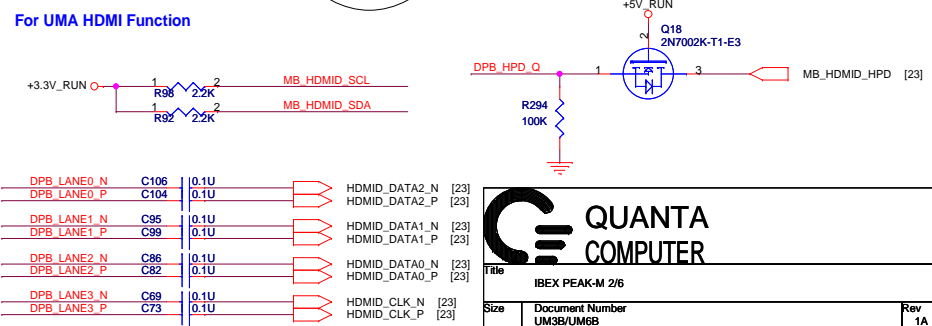 For UMA HDMI Function
+5V_RUN
Q18
2N7002K-T1-E3
2
DPB_HPD_Q 1 3 MB_HDMID_HPD [23]
+3.3V_RUN 1 2 MB_HDMID_SCL
R98 2.2K
1 2 MB_HDMID_SDA
R92 2.2K
R294
100K
DPB_LANE0_N C106 0.1U HDMID_DATA2_N [23]
DPB_LANE0_P C104 0.1U HDMID_DATA2_P [23]
DPB_LANE1_N C95 0.1U HDMID_DATA1_N [23]
DPB_LANE1_P C99 0.1U HDMID_DATA1_P [23]
DPB_LANE2_N C86 0.1U HDMID_DATA0_N [23]
DPB_LANE2_P C82 0.1U HDMID_DATA0_P [23]
DPB_LANE3_N C69 0.1U HDMID_CLK_N [23]
DPB_LANE3_P C73 0.1U HDMID_CLK_P [23]
QUANTA
COMPUTER
Title
IBEX PEAK-M 2/6
Size Document Number Rev
UM3B/UM6B 1A